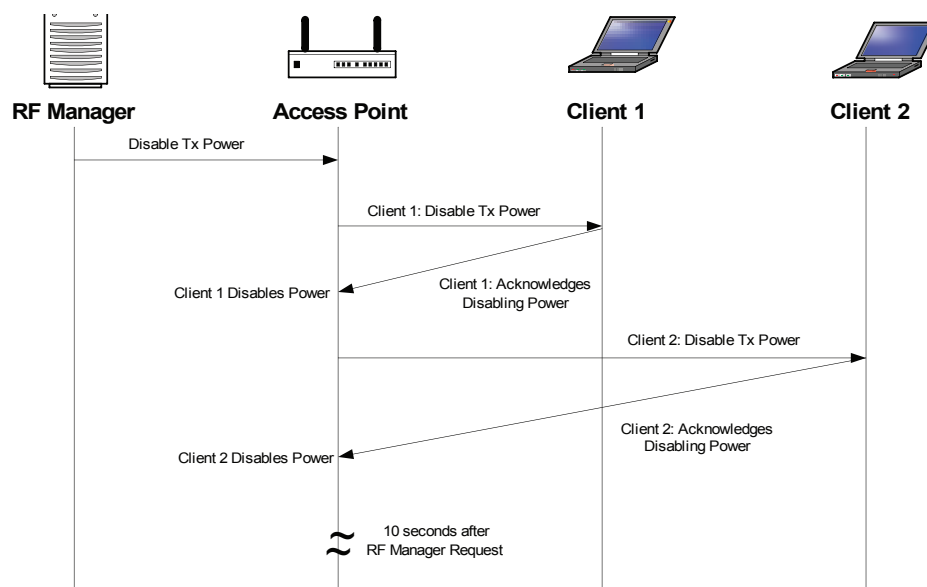 RF Manager
Access Point
Client 1
Client 2
Disable Tx Power
Client 1: Disable Tx Power
Client 1 Disables Power
Client 1: Acknowledges
Disabling Power
Client 2: Disable Tx Power
Client 2: Acknowledges
Disabling Power
Client 2 Disables Power
10 seconds after
RF Manager Request